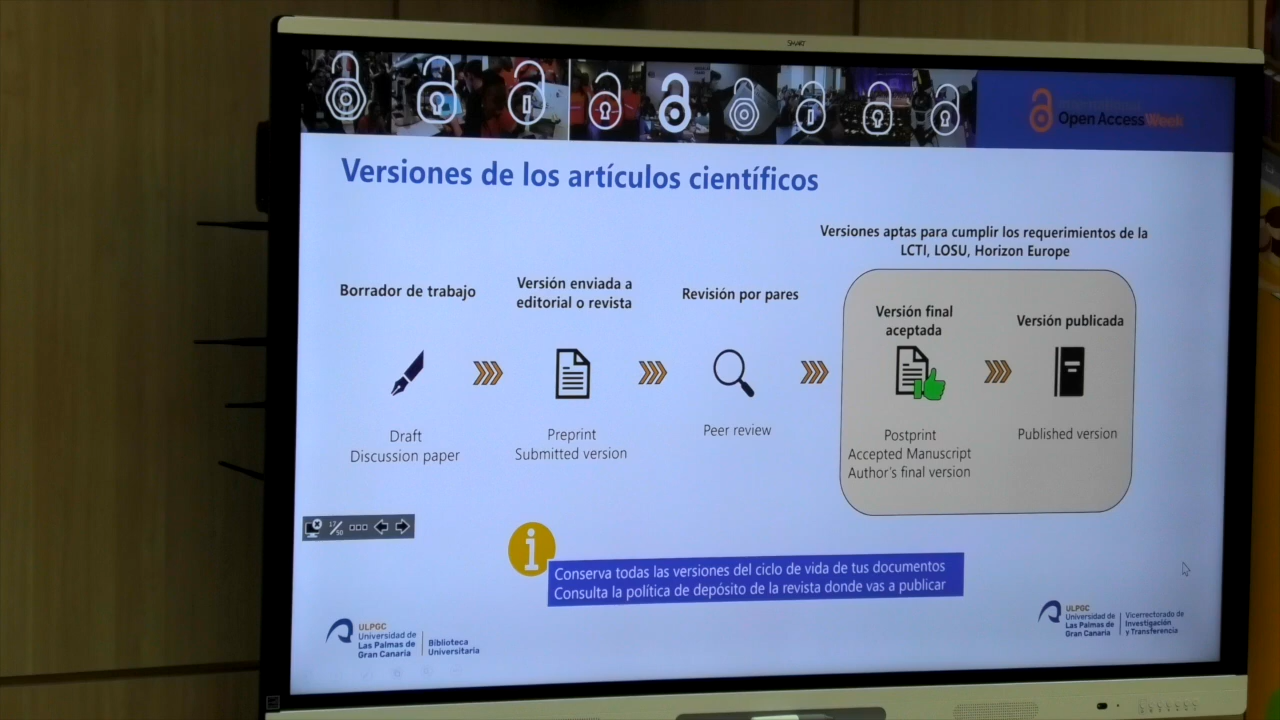 SMART
Open AccessWeek
Versiones de los artículos científicos
Versiones aptas para cumplir los requerimientos de la
LCTI, LOSU, Horizon Europe
Borrador de trabajo
Versión enviada a
editorial o revista
Revisión por pares
Versión final
aceptada
Versión publicada
Draft
Discussion paper
Preprint
Submitted version
Peer review
Postprint
Accepted Manuscript
Author's final version
Published version
17/50
i
Conserva todas las versiones del ciclo de vida de tus documentos
Consulta la política de depósito de la revista donde vas a publicar
ULPGC
Universidad de
Las Palmas de
Gran Canaria
Biblioteca
Universitaria
ULPGC
Universidad de
Las Palmas de
Gran Canaria
Vicerrectorado de
Investigación
y Transferencia